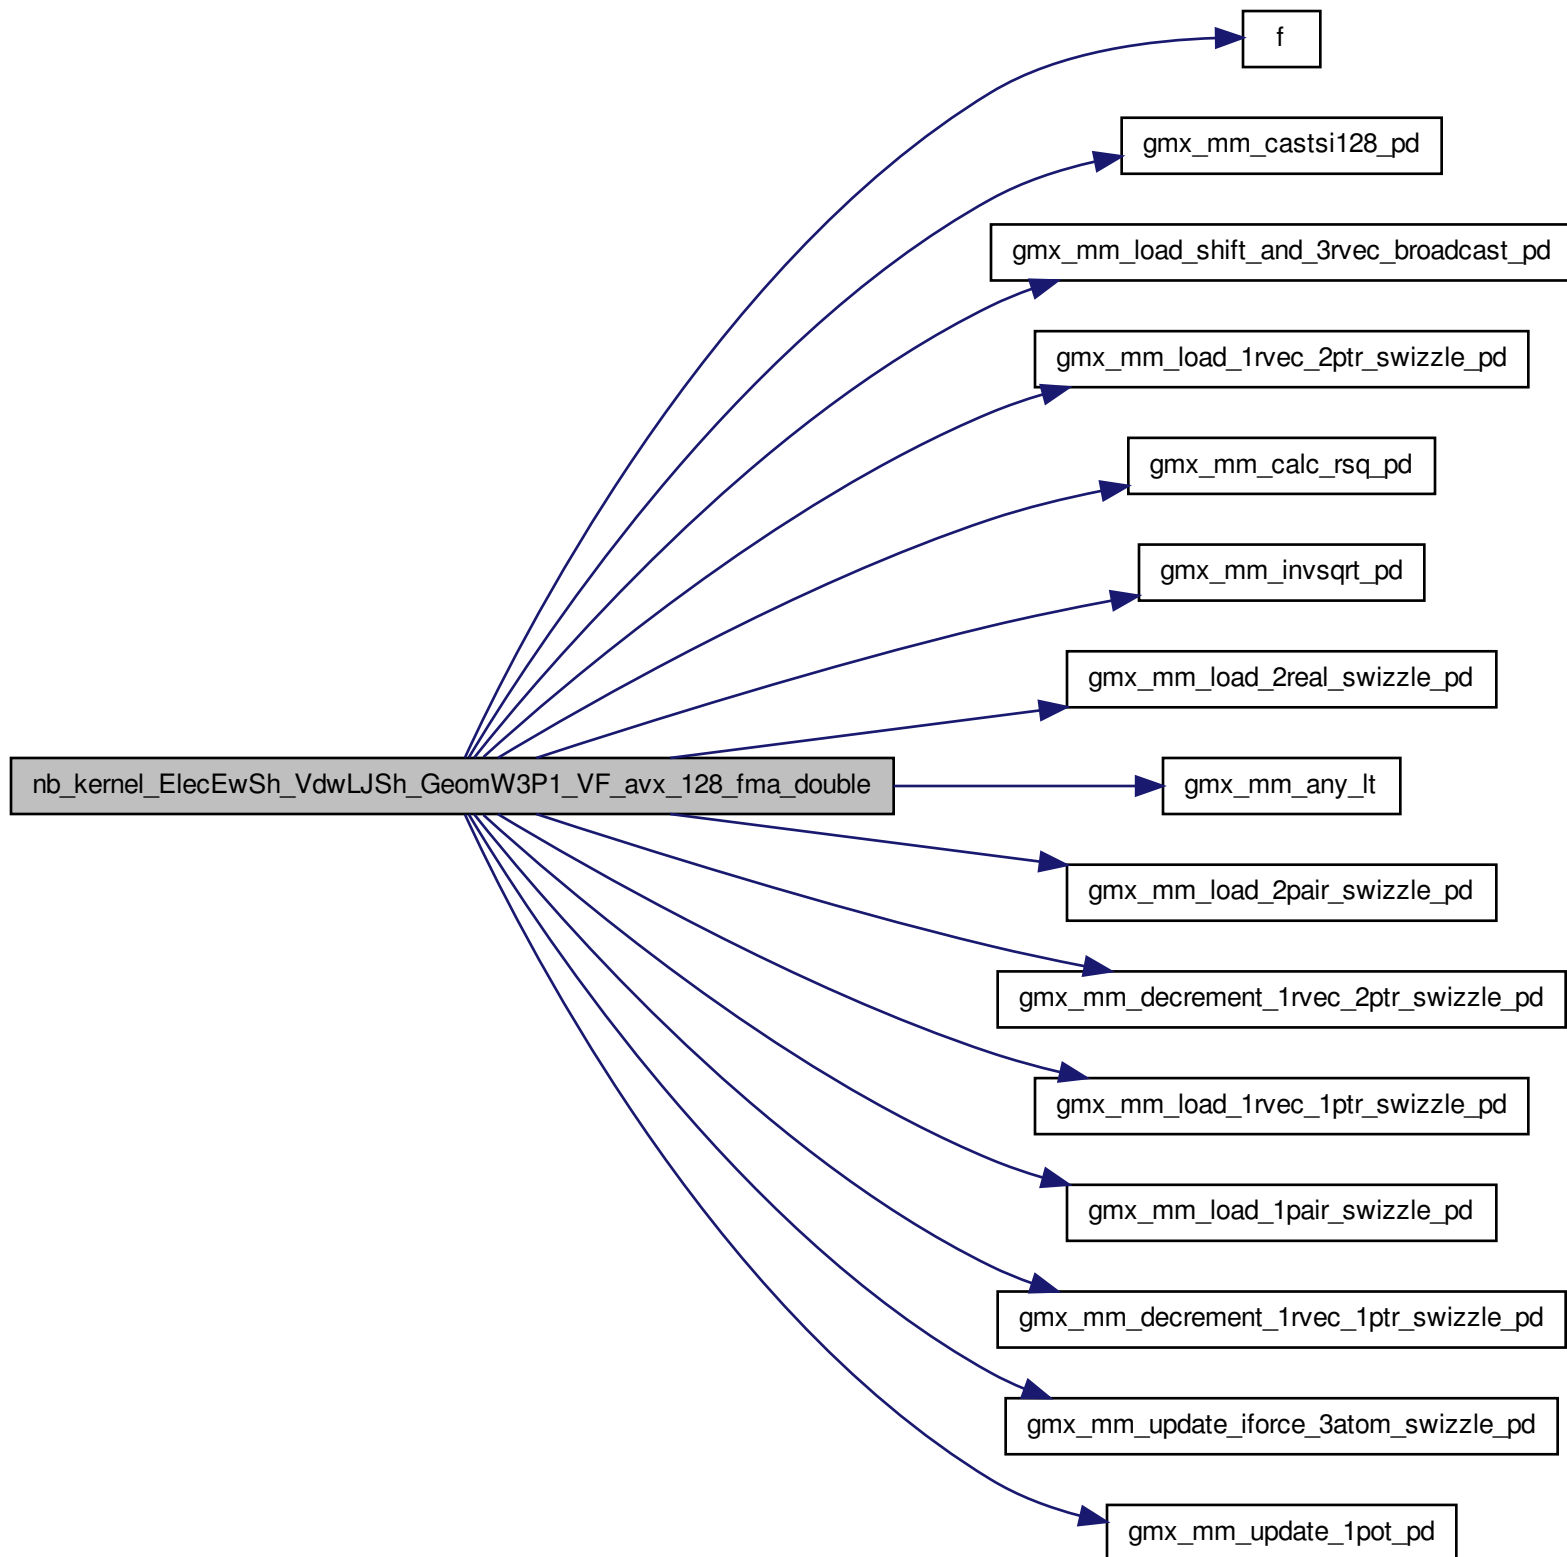 f
gmx_mm_castsi128_pd
gmx_mm_load_shift_and_3rvec_broadcast_pd
gmx_mm_load_1rvec_2ptr_swizzle_pd
gmx_mm_calc_rsq_pd
gmx_mm_invsqrt_pd
gmx_mm_load_2real_swizzle_pd
nb_kernel_ElecEwSh_VdwLJSh_GeomW3P1_VF_avx_128_fma_double
gmx_mm_any_lt
gmx_mm_load_2pair_swizzle_pd
gmx_mm_decrement_1rvec_2ptr_swizzle_pd
gmx_mm_load_1rvec_1ptr_swizzle_pd
gmx_mm_load_1pair_swizzle_pd
gmx_mm_decrement_1rvec_1ptr_swizzle_pd
gmx_mm_update_iforce_3atom_swizzle_pd
gmx_mm_update_1pot_pd